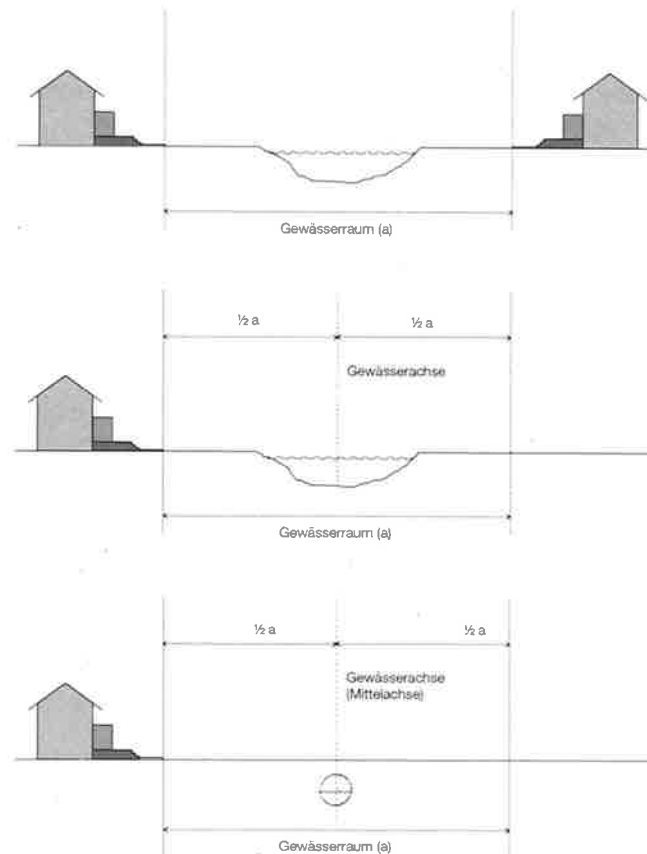 Gewässerraum (a)
½ a ½ a
Gewässerachse
Gewässerraum (a)
½ a ½ a
Gewässerachse
(Mittelachse)
Gewässerraum (a)